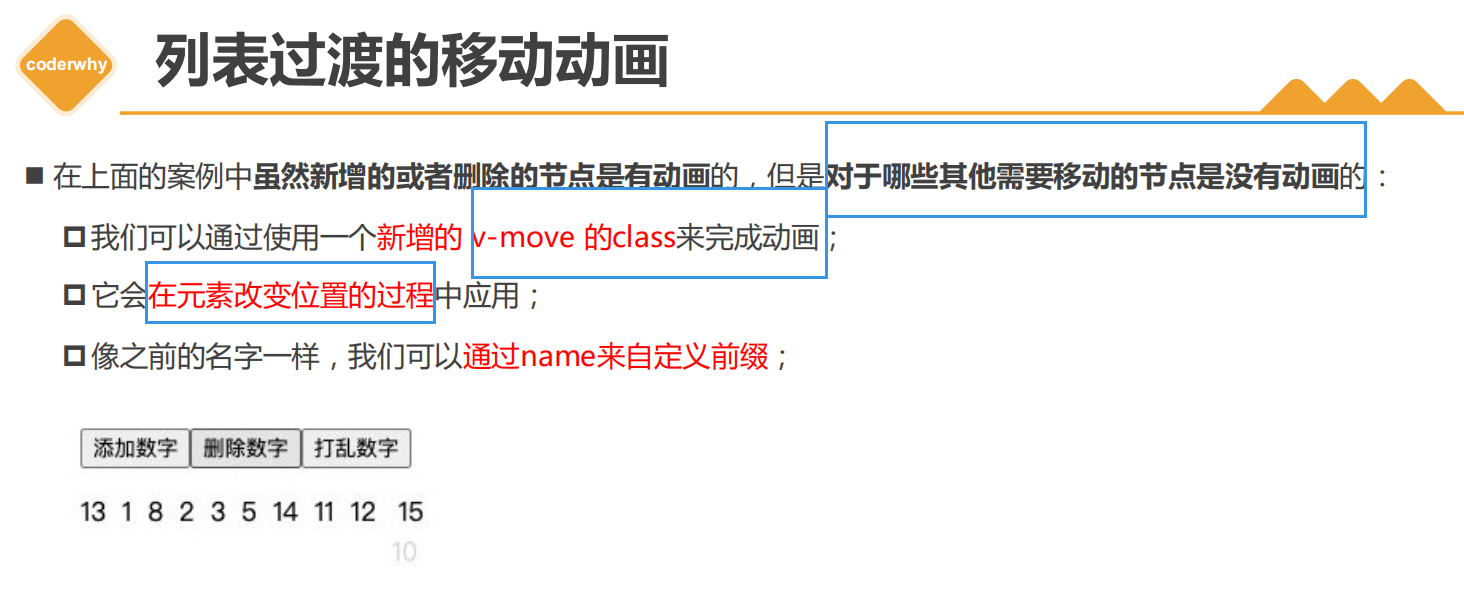 coderwhy
列表过渡的移动动画
在上面的案例中虽然新增的或者删除的节点是有动画的，但是对于哪些其他需要移动的节点是没有动画的：
我们可以通过使用一个新增的 v-move 的class来完成动画；
它会在元素改变位置的过程中应用；
像之前的名字一样，我们可以通过name来自定义前缀；
添加数字 删除数字 打乱数字
13 1 8 2 3 5 14 11 12 15
10